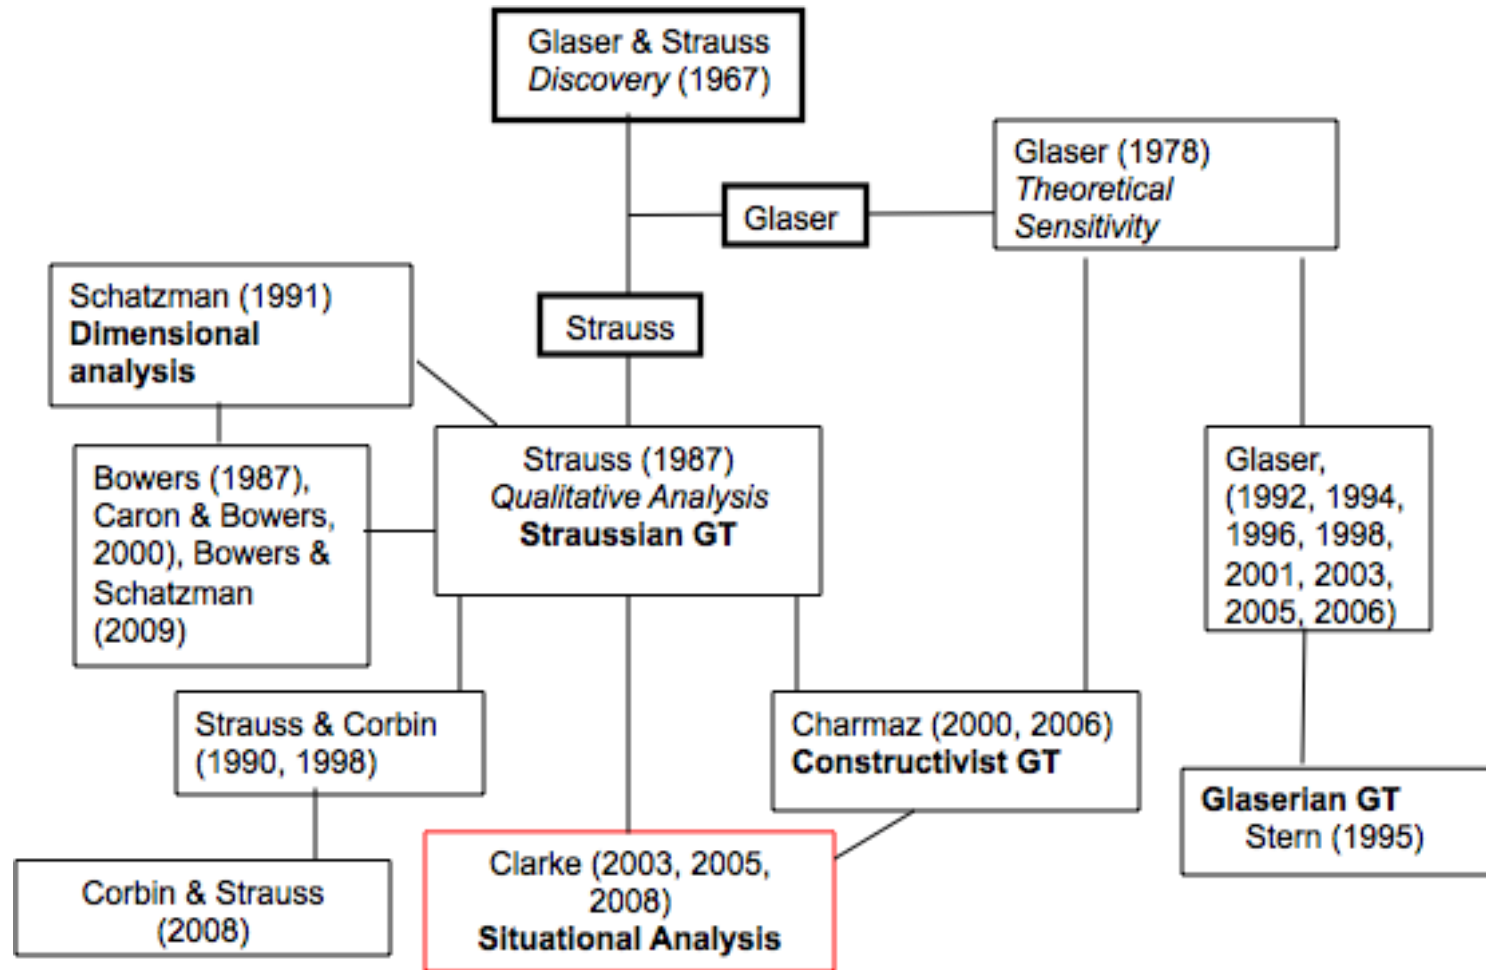 Glaser & Strauss
Discovery (1967)
Glaser (1978)
Theoretical
Sensitivity
Glaser
Strauss
Schatzman (1991)
Dimensional
analysis
Bowers (1987),
Caron & Bowers,
2000), Bowers &
Schatzman
(2009)
Strauss (1987)
Qualitative Analysis
Straussian GT
Glaser,
(1992, 1994,
1996, 1998,
2001, 2003,
2005, 2006)
Strauss & Corbin
(1990, 1998)
Charmaz (2000, 2006)
Constructivist GT
Glaserian GT
Stern (1995)
Corbin & Strauss
(2008)
Clarke (2003, 2005,
2008)
Situational Analysis